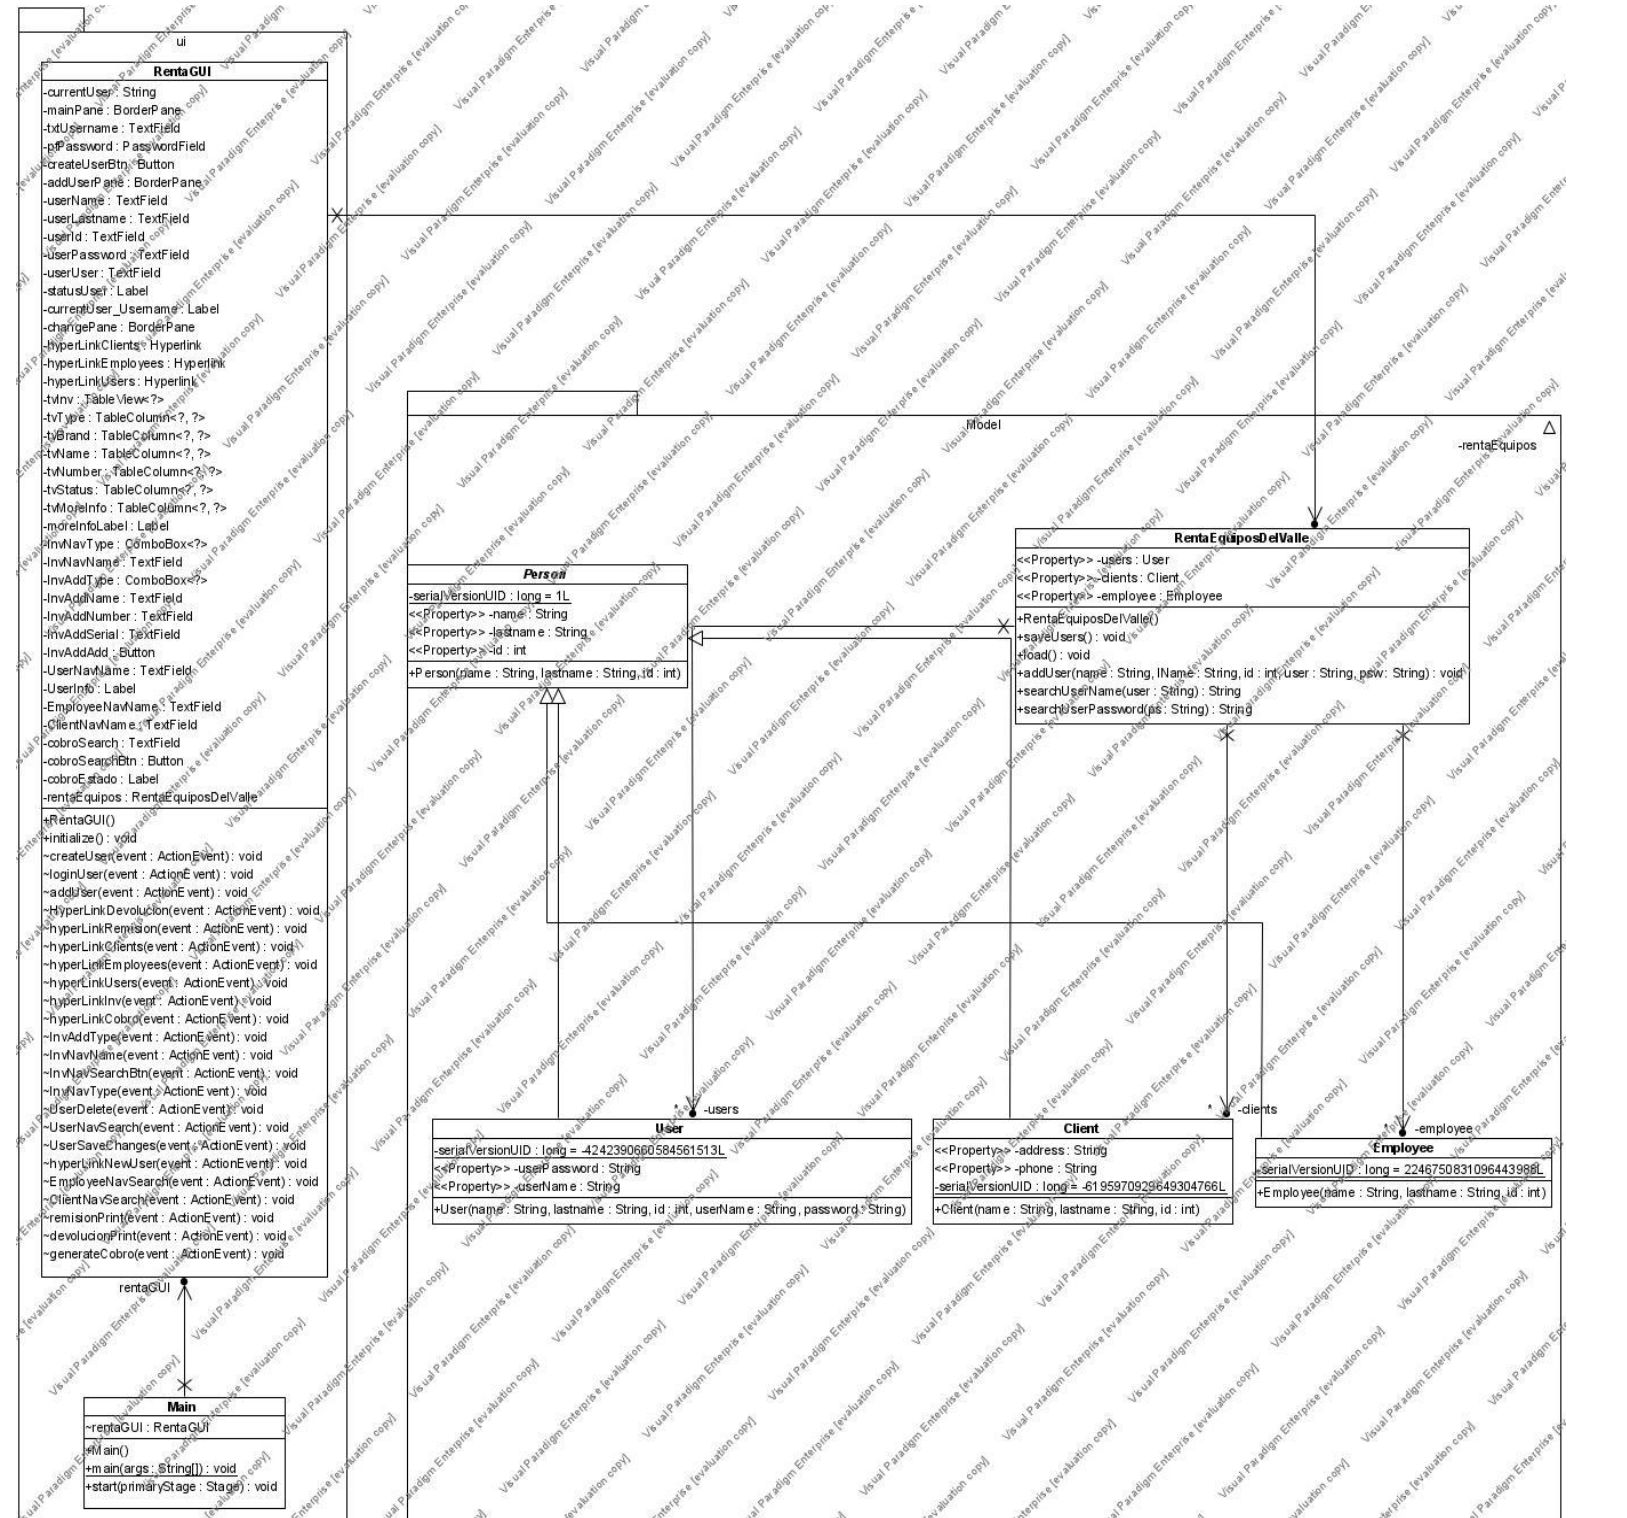 ui
RentaGUI
-currentUser : String
-mainPane : BorderPane
-txtUsername : TextField
-pfPassword : PasswordField
-createUserBtn : Button
-addUserPane : BorderPane
-userName : TextField
-userLastname : TextField
-userId : TextField
-userPassword : TextField
-userUser : TextField
-statusUser : Label
-currentUser_Username : Label
-changePane : BorderPane
-hyperLinkClients : Hyperlink
-hyperLinkEmployees : Hyperlink
-hyperLinkUsers : Hyperlink
-tvInv : TableView<?>
-tvType : TableColumn<?, ?>
-tvBrand : TableColumn<?, ?>
-tvName : TableColumn<?, ?>
-tvNumber : TableColumn<?, ?>
-tvStatus : TableColumn<?, ?>
-tvMoreInfo : TableColumn<?, ?>
-moreInfoLabel : Label
-InvNavType : ComboBox<?>
-InvNavName : TextField
-InvAddType : ComboBox<?>
-InvAddName : TextField
-InvAddNumber : TextField
-InvAddSerial : TextField
-InvAddAdd : Button
-UserNavName : TextField
-UserInfo : Label
-EmployeeNavName : TextField
-ClientNavName : TextField
-cobroSearch : TextField
-cobroSearchBtn : Button
-cobroEstado : Label
-rentaEquipos : RentaEquiposDelValle
+RentaGUI()
+initialize() : void
~createUser(event : ActionEvent) : void
~loginUser(event : ActionEvent) : void
~addUser(event : ActionEvent) : void
~HyperLinkDevolucion(event : ActionEvent) : void
~hyperLinkRemision(event : ActionEvent) : void
~hyperLinkClients(event : ActionEvent) : void
~hyperLinkEmployees(event : ActionEvent) : void
~hyperLinkUsers(event : ActionEvent) : void
~hyperLinkInv(event : ActionEvent) : void
~hyperLinkCobro(event : ActionEvent) : void
~InvAddType(event : ActionEvent) : void
~InvNavName(event : ActionEvent) : void
~InvNavSearchBtn(event : ActionEvent) : void
~InvNavType(event : ActionEvent) : void
~UserDelete(event : ActionEvent) : void
~UserNavSearch(event : ActionEvent) : void
~UserSaveChanges(event : ActionEvent) : void
~hyperLinkNewUser(event : ActionEvent) : void
~EmployeeNavSearch(event : ActionEvent) : void
~ClientNavSearch(event : ActionEvent) : void
~remisionPrint(event : ActionEvent) : void
~devolucionPrint(event : ActionEvent) : void
~generateCobro(event : ActionEvent) : void
rentaGUI
Main
~rentaGUI : RentaGUI
+Main()
+main(args : String[]) : void
+start(primaryStage : Stage) : void
Model
-rentaEquipos
RentaEquiposDelValle
<<Property>> -users : User
<<Property>> -clients : Client
<<Property>> -employee : Employee
+RentaEquiposDelValle()
+saveUsers() : void
+load() : void
+addUser(name : String, lName : String, id : int, user : String, psw : String) : void
+searchUserName(user : String) : String
+searchUserPassword(ps : String) : String
Person
-serialVersionUID : long = 1L
<<Property>> -name : String
<<Property>> -lastname : String
<<Property>> -id : int
+Person(name : String, lastname : String, id : int)
* -users
User
-serialVersionUID : long = -4242390660584561513L
<<Property>> -userPassword : String
<<Property>> -userName : String
+User(name : String, lastname : String, id : int, userName : String, password : String)
* -clients
Client
<<Property>> -address : String
<<Property>> -phone : String
-serialVersionUID : long = -6195970929649304766L
+Client(name : String, lastname : String, id : int)
* -employee
Employee
-serialVersionUID : long = 2246750831096443988L
+Employee(name : String, lastname : String, id : int)
Visual Paradigm Enterprise [evaluation copy]